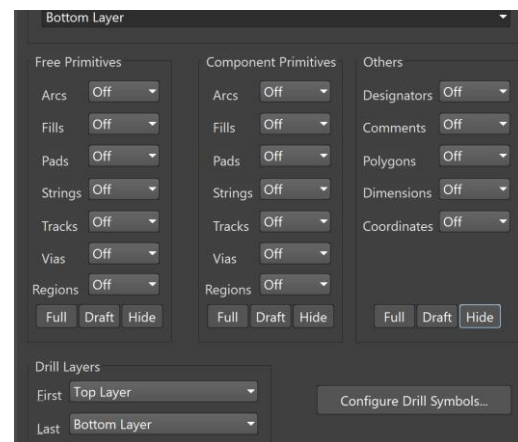 Bottom Layer
Free Primitives
Arcs Off
Fills Off
Pads Off
Strings Off
Tracks Off
Vias Off
Regions Off
Full Draft Hide
Component Primitives
Arcs Off
Fills Off
Pads Off
Strings Off
Tracks Off
Vias Off
Regions Off
Full Draft Hide
Others
Designators Off
Comments Off
Polygons Off
Dimensions Off
Coordinates Off
Full Draft Hide
Drill Layers
First Top Layer
Last Bottom Layer
Configure Drill Symbols...